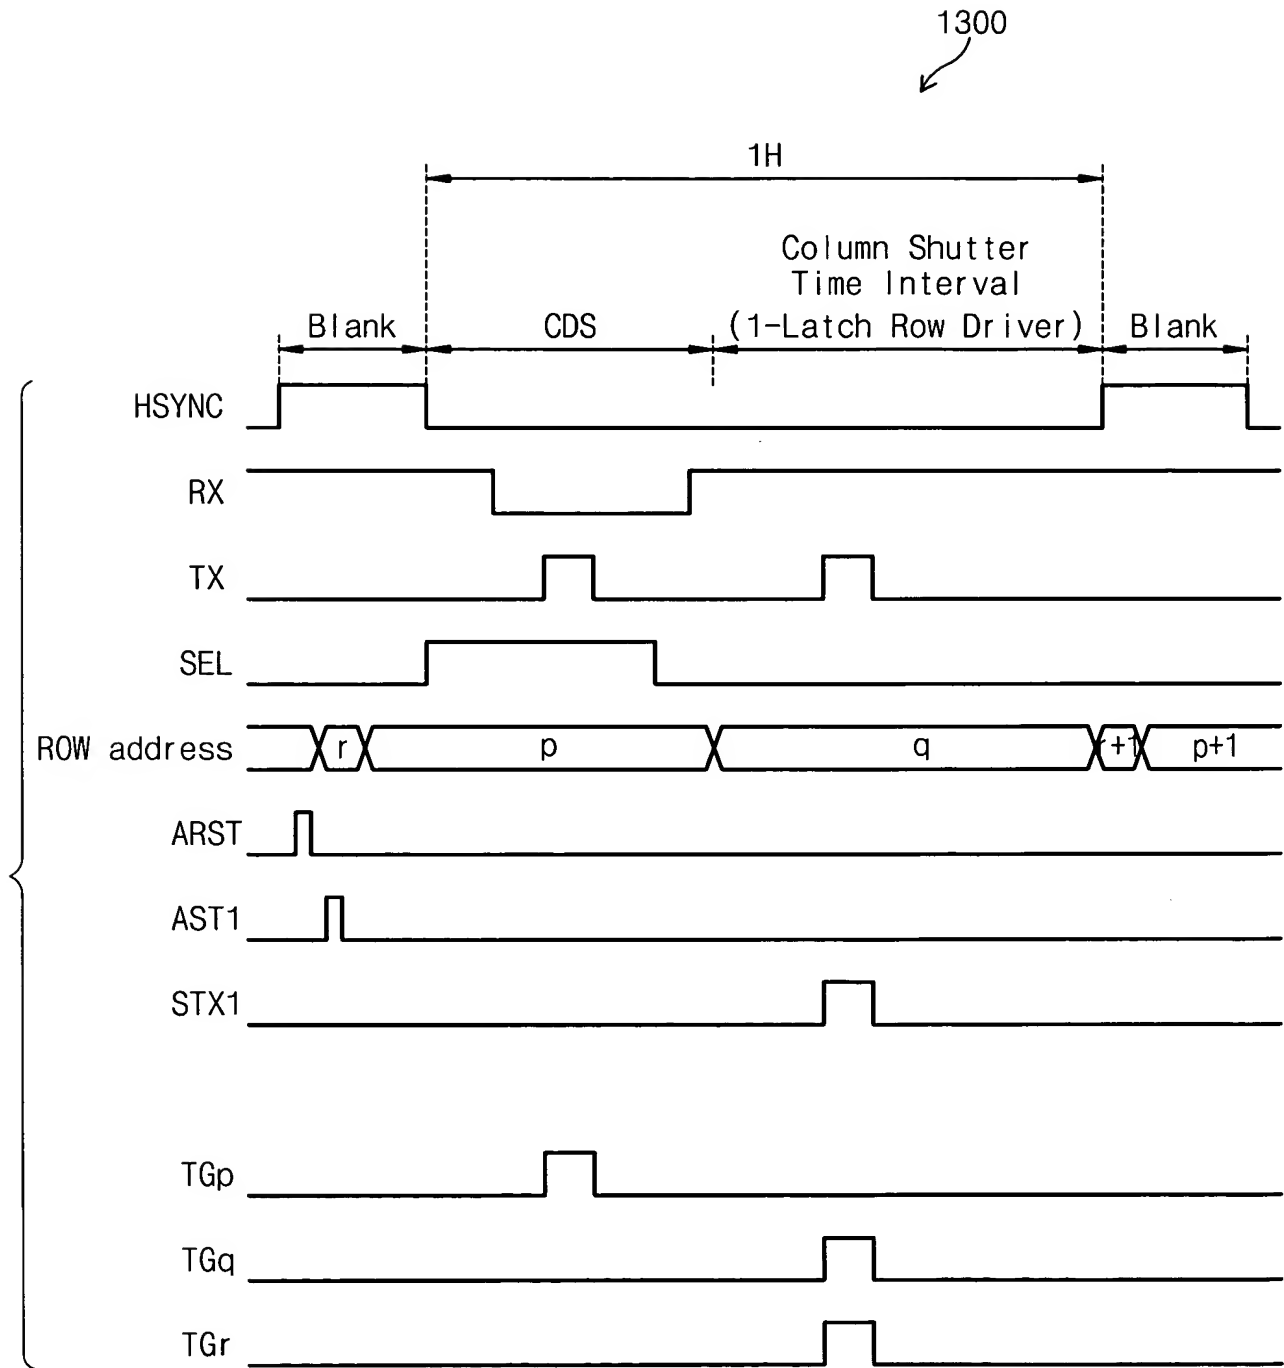 1300
1H
Column Shutter
Time Interval
Blank
CDS
(1-Latch Row Driver)
Blank
HSYNC
RX
TX
SEL
ROW address
r
p
q
r+1
p+1
ARST
AST1
STX1
TGp
TGq
TGr